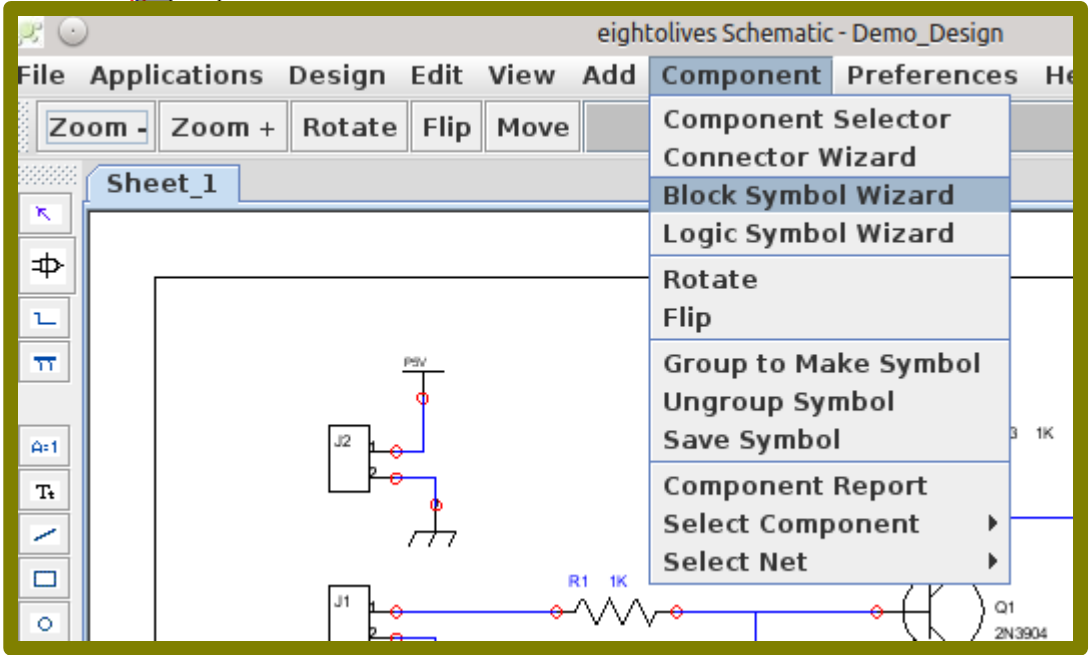 eightolives Schematic - Demo_Design
File Applications Design Edit View Add Component Preferences He
Zoom - Zoom + Rotate Flip Move
Component Selector
Connector Wizard
Block Symbol Wizard
Logic Symbol Wizard
Rotate
Flip
Group to Make Symbol
Ungroup Symbol
Save Symbol
Component Report
Select Component
Select Net
Sheet_1
A=1
Tt
P5V
J2 1
2
3 1K
R1 1K
J1 1
2
Q1
2N3904